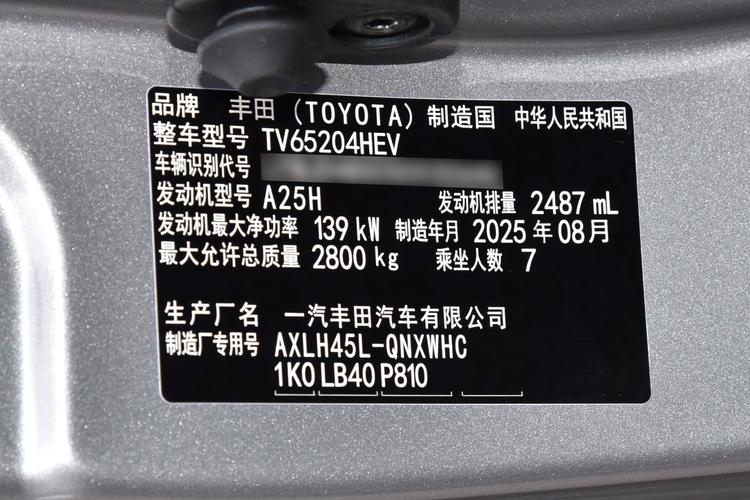 品牌 丰田 (TOYOTA) 制造国 中华人民共和国
整车型号 TV65204HEV
车辆识别代号
发动机型号 A25H 发动机排量 2487 mL
发动机最大净功率 139 kW 制造年月 2025 年 08 月
最大允许总质量 2800 kg 乘坐人数 7
生产厂名 一汽丰田汽车有限公司
制造厂专用号 AXLH45L-QNXWHC
1K0 LB40 P810